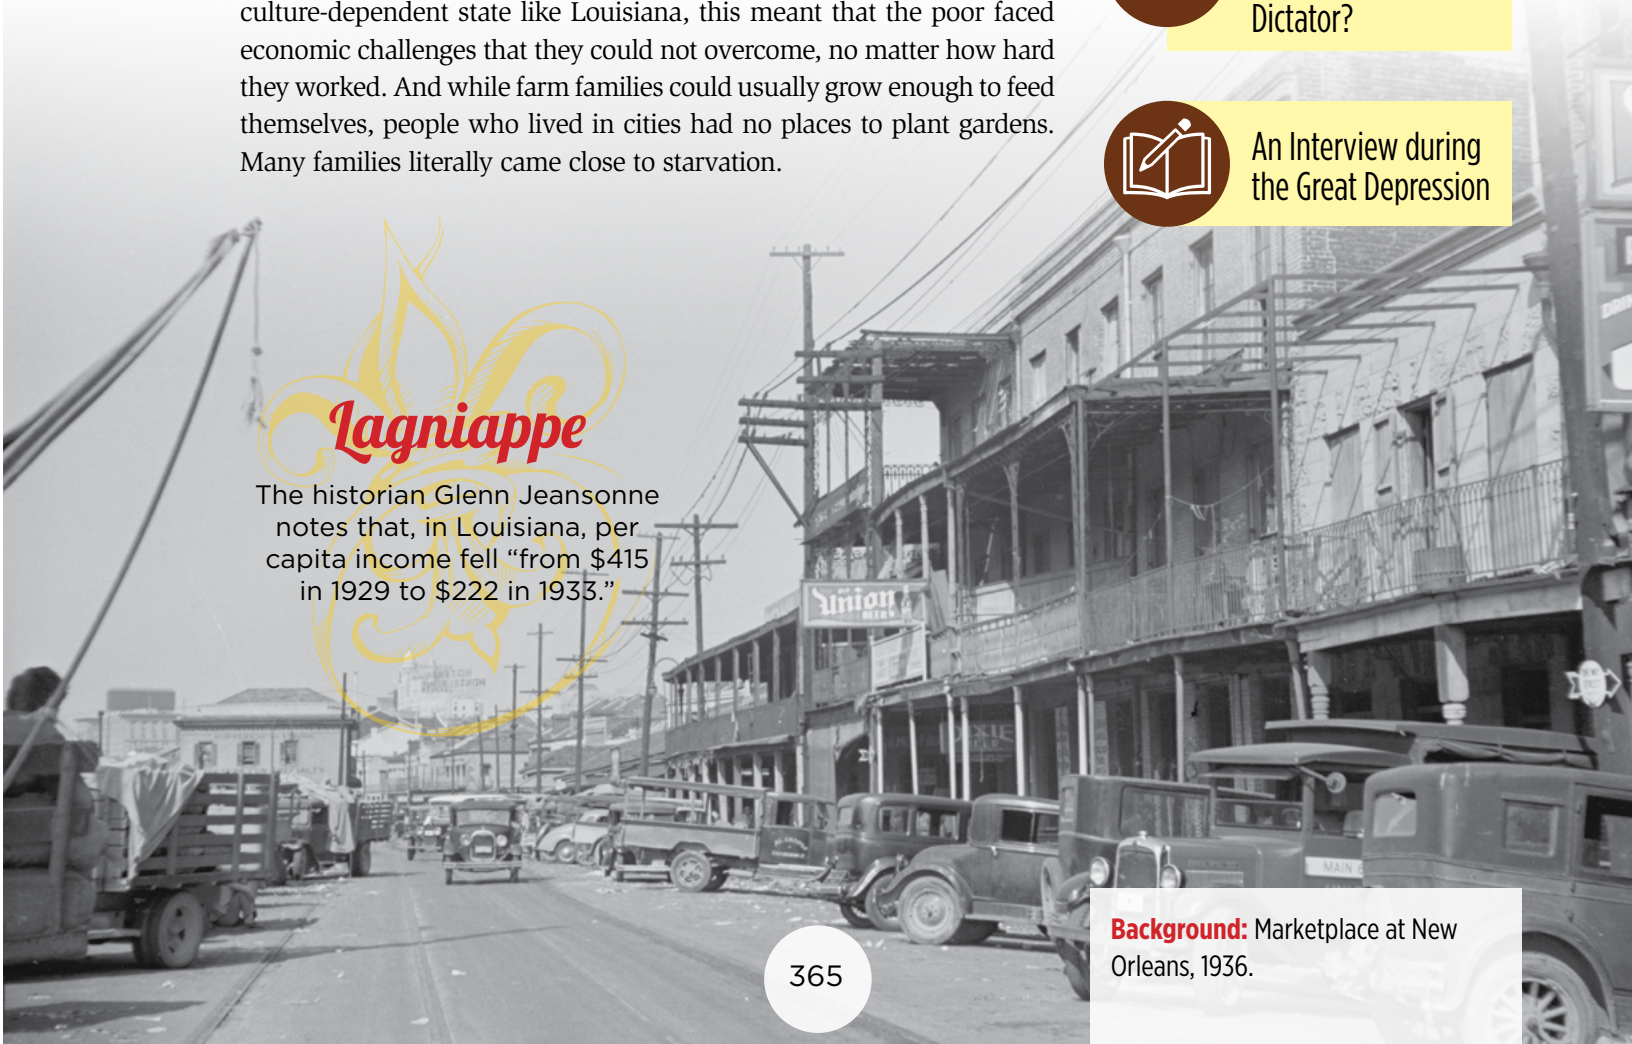 culture-dependent state like Louisiana, this meant that the poor faced
economic challenges that they could not overcome, no matter how hard
they worked. And while farm families could usually grow enough to feed
themselves, people who lived in cities had no places to plant gardens.
Many families literally came close to starvation.
Dictator?
An Interview during
the Great Depression
Lagniappe
The historian Glenn Jeansonne
notes that, in Louisiana, per
capita income fell “from $415
in 1929 to $222 in 1933.”
Union
BEER
HOTEL
MONTELEONE
MAIN
Background: Marketplace at New
Orleans, 1936.
365